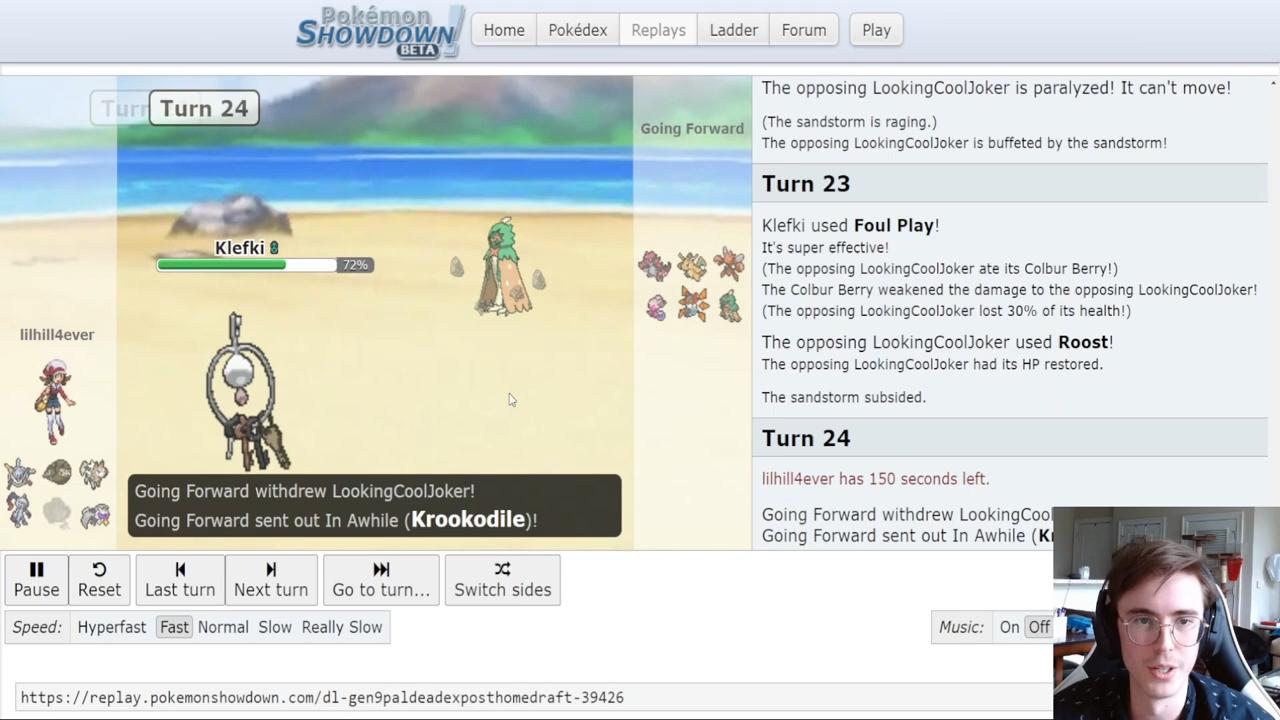 Pokémon
SHOWDOWN!
BETA
Home
Pokédex
Replays
Ladder
Forum
Play
Turn 24
Going Forward
Klefki
72%
lilhill4ever
Going Forward withdrew LookingCoolJoker!
Going Forward sent out In Awhile (Krookodile)!
The opposing LookingCoolJoker is paralyzed! It can't move!
(The sandstorm is raging.)
The opposing LookingCoolJoker is buffeted by the sandstorm!
Turn 23
Klefki used Foul Play!
It's super effective!
(The opposing LookingCoolJoker ate its Colbur Berry!)
The Colbur Berry weakened the damage to the opposing LookingCoolJoker!
(The opposing LookingCoolJoker lost 30% of its health!)
The opposing LookingCoolJoker used Roost!
The opposing LookingCoolJoker had its HP restored.
The sandstorm subsided.
Turn 24
lilhill4ever has 150 seconds left.
Going Forward withdrew LookingCool
Going Forward sent out In Awhile (
Pause
Reset
Last turn
Next turn
Go to turn...
Switch sides
Speed: Hyperfast Fast Normal Slow Really Slow
Music: On Off
https://replay.pokemonshowdown.com/dl-gen9paldeadexposthomedraft-39426